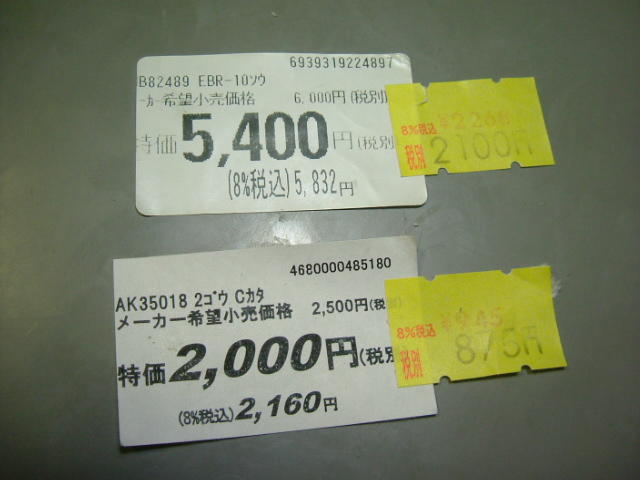 6939319224897
B82489 EBR-10ソウ
ーカー希望小売価格 6,000円(税別)
特価 5,400円(税別
(8%税込)5,832円
8%税込 ¥2268
税別 2100円
4680000485180
AK35018 2ゴウ Cカタ
メーカー希望小売価格 2,500円(税別)
特価 2,000円(税別
(8%税込)2,160円
8%税込 ¥945
税別 875円